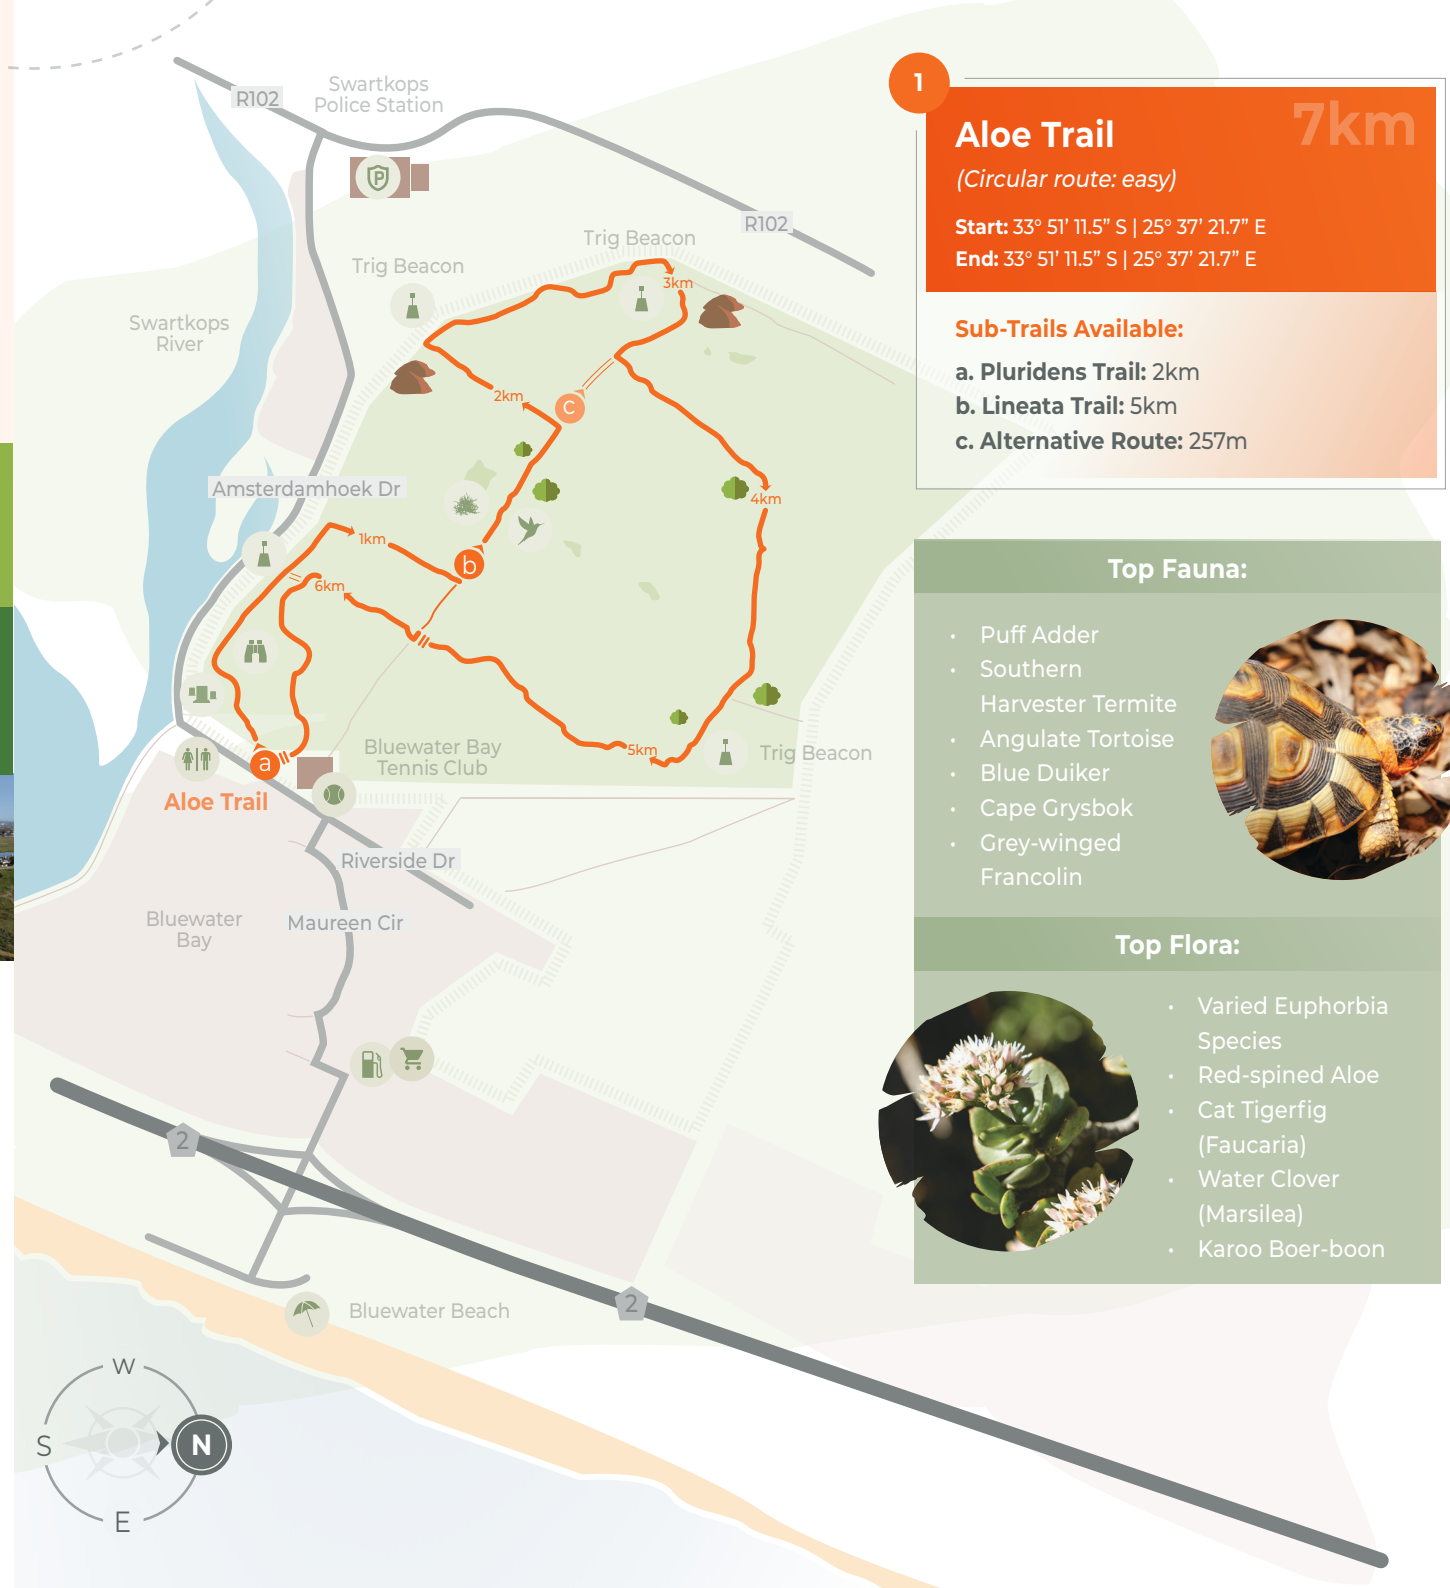 R102
Swartkops
Police Station
R102
Trig Beacon
Trig Beacon
3km
Swartkops
River
2km
c
Amsterdamhoek Dr
4km
1km
b
6km
5km
Trig Beacon
Bluewater Bay
Tennis Club
a
Aloe Trail
Riverside Dr
Bluewater
Bay
Maureen Cir
2
2
Bluewater Beach
W
S
N
E
1
7km
Aloe Trail
(Circular route: easy)
Start: 33° 51’ 11.5” S | 25° 37’ 21.7” E
End: 33° 51’ 11.5” S | 25° 37’ 21.7” E
Sub-Trails Available:
a. Pluridens Trail: 2km
b. Lineata Trail: 5km
c. Alternative Route: 257m
Top Fauna:
• Puff Adder
• Southern
Harvester Termite
• Angulate Tortoise
• Blue Duiker
• Cape Grysbok
• Grey-winged
Francolin
Top Flora:
• Varied Euphorbia
Species
• Red-spined Aloe
• Cat Tigerfig
(Faucaria)
• Water Clover
(Marsilea)
• Karoo Boer-boon
P